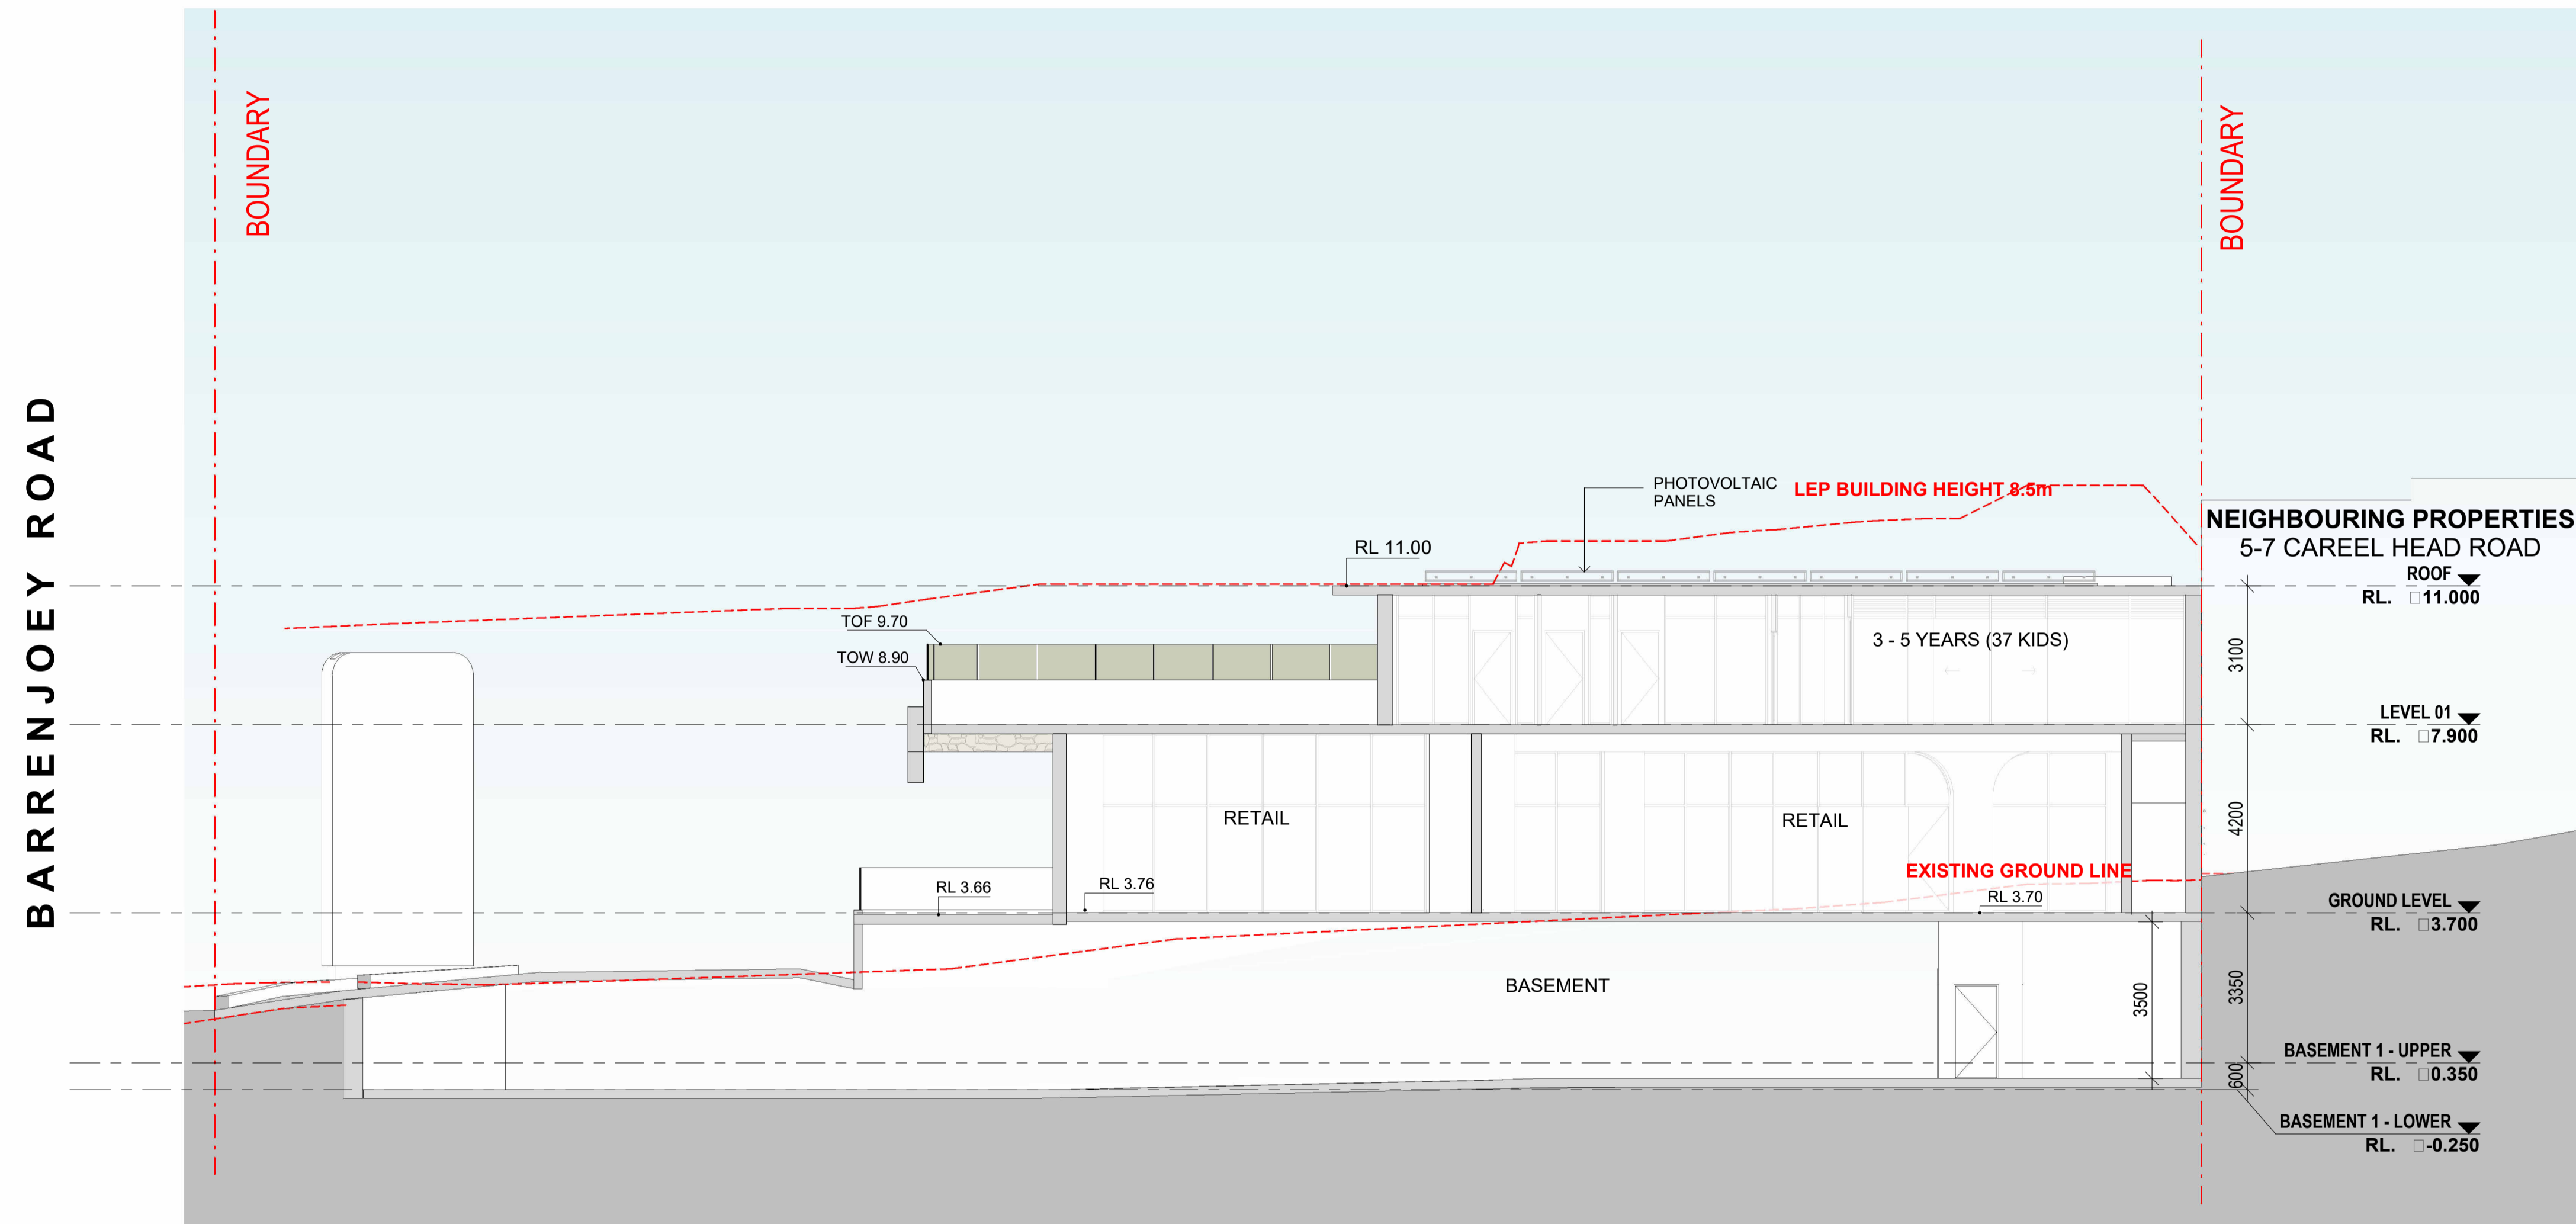 BARRENJOEY ROAD
BOUNDARY
BOUNDARY
PHOTOVOLTAIC
PANELS
LEP BUILDING HEIGHT 8.5m
NEIGHBOURING PROPERTIES
5-7 CAREEL HEAD ROAD
RL 11.00
ROOF
RL. □11.000
TOF 9.70
TOW 8.90
3 - 5 YEARS (37 KIDS)
3100
LEVEL 01
RL. □7.900
RETAIL
RETAIL
4200
EXISTING GROUND LINE
RL 3.66
RL 3.76
RL 3.70
GROUND LEVEL
RL. □3.700
BASEMENT
3500
3350
BASEMENT 1 - UPPER
RL. □0.350
600
BASEMENT 1 - LOWER
RL. □-0.250